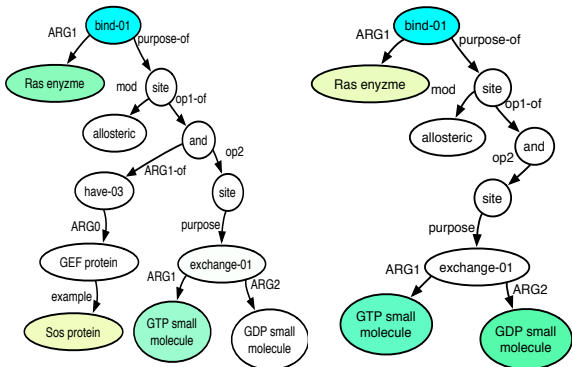 bind-01
ARG1
purpose-of
Ras enyzme
site
mod
op1-of
allosteric
and
ARG1-of
op2
have-03
site
ARG0
purpose
GEF protein
exchange-01
example
ARG1
ARG2
Sos protein
GTP small
molecule
GDP small
molecule
bind-01
ARG1
purpose-of
Ras enyzme
mod
site
op1-of
allosteric
and
op2
site
purpose
exchange-01
ARG1
ARG2
GTP small
molecule
GDP small
molecule